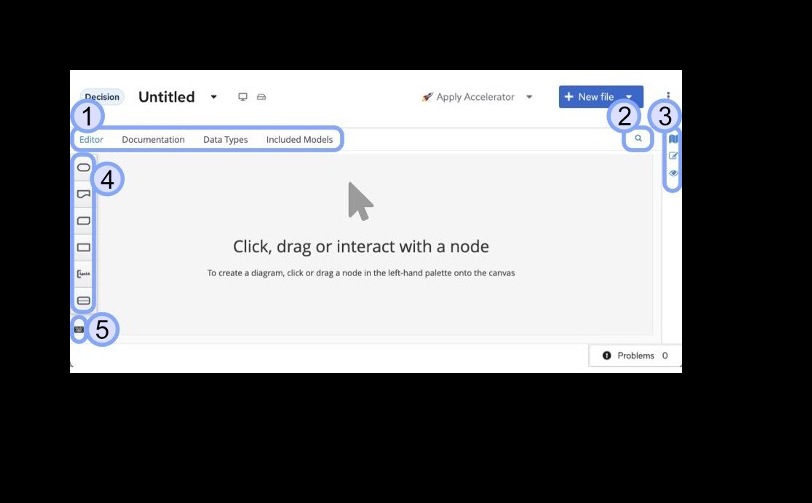 Decision Untitled Apply Accelerator + New file
1 2 3
Editor Documentation Data Types Included Models
4
Click, drag or interact with a node
To create a diagram, click or drag a node in the left-hand palette onto the canvas
5
Problems 0